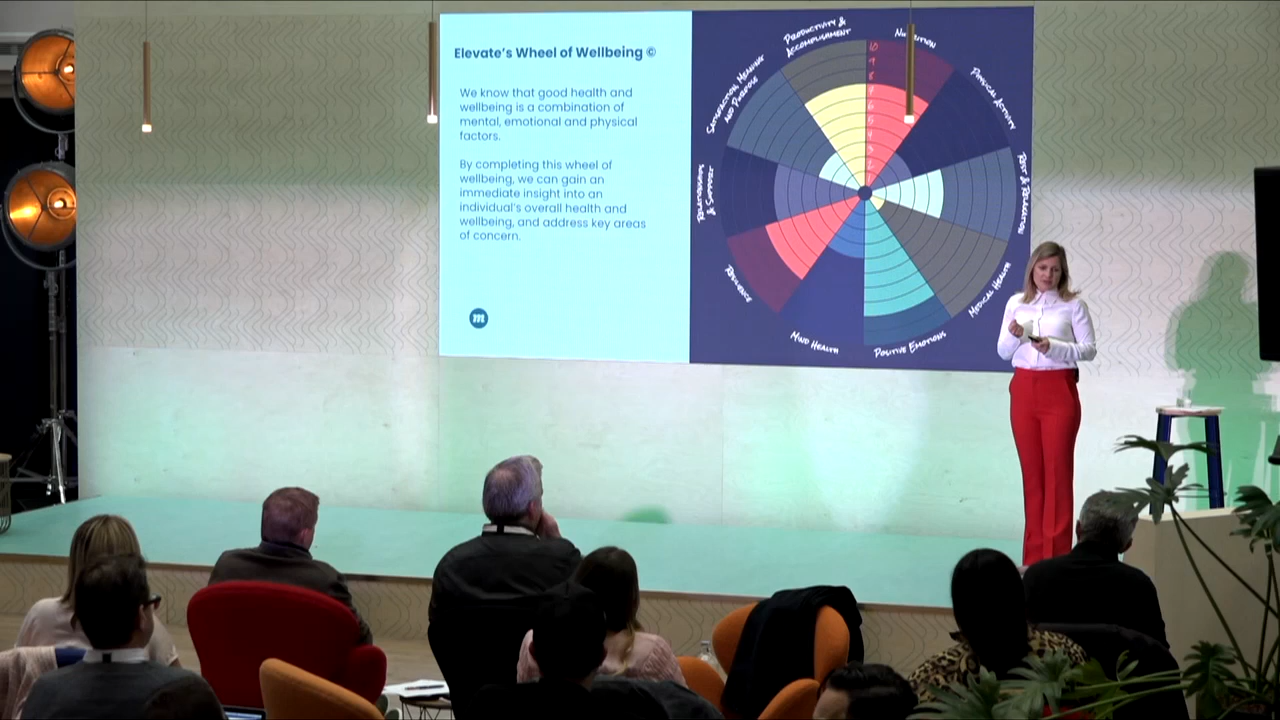 Elevate's Wheel of Wellbeing ©
We know that good health and
wellbeing is a combination of
mental, emotional and physical
factors.
By completing this wheel of
wellbeing, we can gain an
immediate insight into an
individual's overall health and
wellbeing, and address key areas
of concern.
m
PRODUCTIVITY &
ACCOMPLISHMENT
NUTRITION
PHYSICAL ACTIVITY
REST & RELAXATION
MEDICAL HEALTH
POSITIVE EMOTIONS
MIND HEALTH
RESILIENCE
RELATIONSHIPS
& SUPPORT
SATISFACTION, MEANING
AND PURPOSE
10
9
8
7
6
5
4
3
2